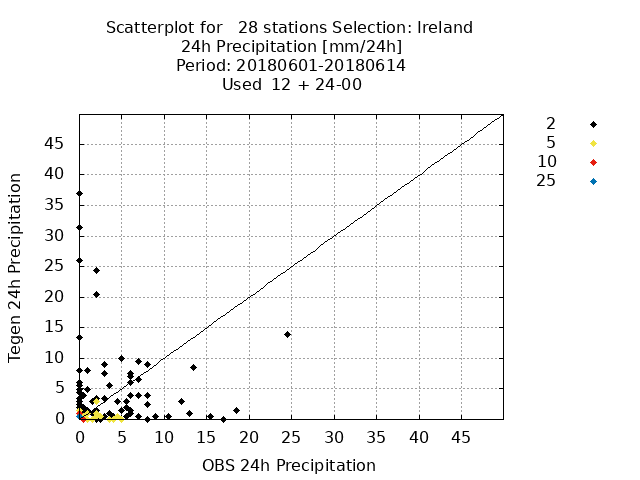 Scatterplot for   28 stations Selection: Ireland
24h Precipitation [mm/24h]
Period: 20180601-20180614
Used  12 + 24-00
2
5
10
25
45
40
35
30
25
20
15
10
5
0
0 5 10 15 20 25 30 35 40 45
Tegen 24h Precipitation
OBS 24h Precipitation